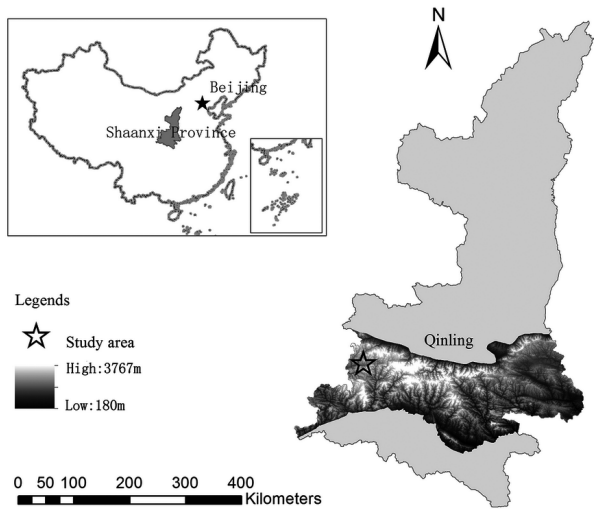 Beijing
Shaanxi Province
N
Qinling
Legends
Study area
High:3767m
Low:180m
0 50 100 200 300 400
Kilometers